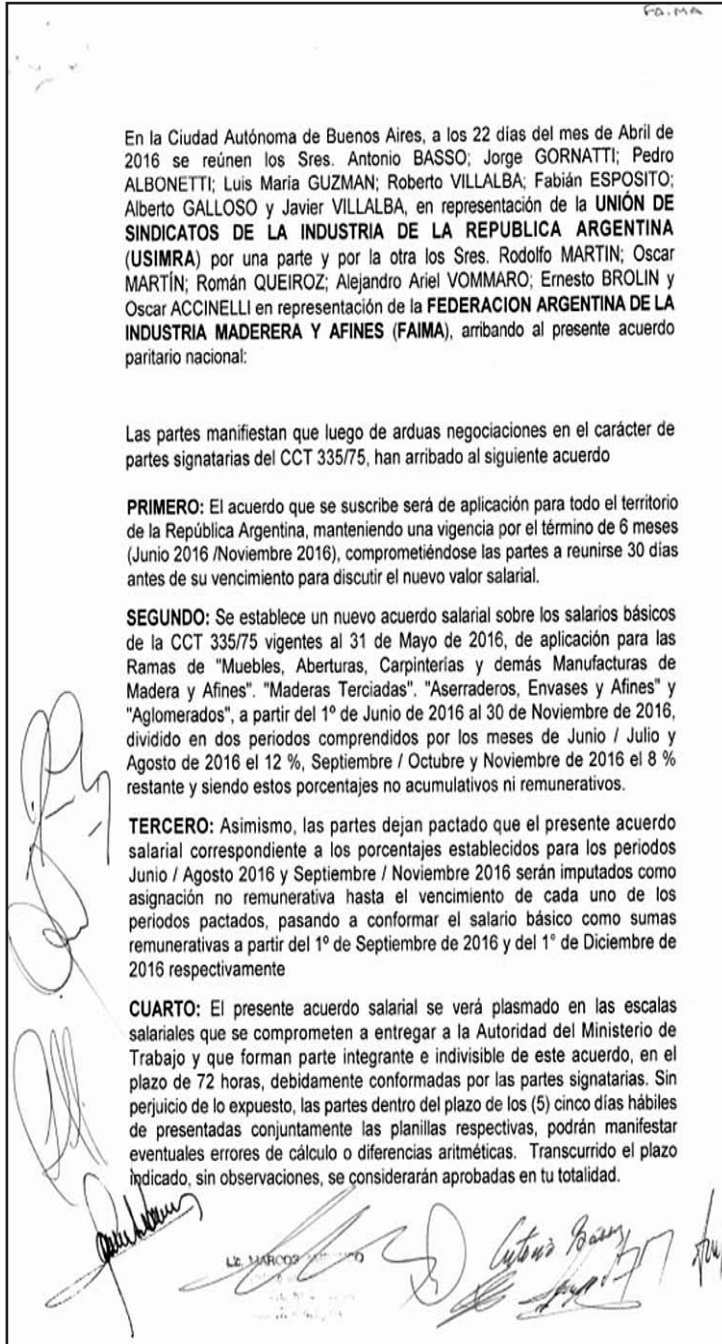 FA.MA
En la Ciudad Autónoma de Buenos Aires, a los 22 días del mes de Abril de
2016 se reúnen los Sres. Antonio BASSO; Jorge GORNATTI; Pedro
ALBONETTI; Luis María GUZMAN; Roberto VILLALBA; Fabián ESPOSITO;
Alberto GALLOSO y Javier VILLALBA, en representación de la UNIÓN DE
SINDICATOS DE LA INDUSTRIA DE LA REPUBLICA ARGENTINA
(USIMRA) por una parte y por la otra los Sres. Rodolfo MARTIN; Oscar
MARTÍN; Román QUEIROZ; Alejandro Ariel VOMMARO; Ernesto BROLIN y
Oscar ACCINELLI en representación de la FEDERACION ARGENTINA DE LA
INDUSTRIA MADERERA Y AFINES (FAIMA), arribando al presente acuerdo
paritario nacional:
Las partes manifiestan que luego de arduas negociaciones en el carácter de
partes signatarias del CCT 335/75, han arribado al siguiente acuerdo
PRIMERO: El acuerdo que se suscribe será de aplicación para todo el territorio
de la República Argentina, manteniendo una vigencia por el término de 6 meses
(Junio 2016 /Noviembre 2016), comprometiéndose las partes a reunirse 30 días
antes de su vencimiento para discutir el nuevo valor salarial.
SEGUNDO: Se establece un nuevo acuerdo salarial sobre los salarios básicos
de la CCT 335/75 vigentes al 31 de Mayo de 2016, de aplicación para las
Ramas de "Muebles, Aberturas, Carpinterías y demás Manufacturas de
Madera y Afines". "Maderas Terciadas". "Aserraderos, Envases y Afines" y
"Aglomerados", a partir del 1º de Junio de 2016 al 30 de Noviembre de 2016,
dividido en dos periodos comprendidos por los meses de Junio / Julio y
Agosto de 2016 el 12 %, Septiembre / Octubre y Noviembre de 2016 el 8 %
restante y siendo estos porcentajes no acumulativos ni remunerativos.
TERCERO: Asimismo, las partes dejan pactado que el presente acuerdo
salarial correspondiente a los porcentajes establecidos para los periodos
Junio / Agosto 2016 y Septiembre / Noviembre 2016 serán imputados como
asignación no remunerativa hasta el vencimiento de cada uno de los
periodos pactados, pasando a conformar el salario básico como sumas
remunerativas a partir del 1º de Septiembre de 2016 y del 1° de Diciembre de
2016 respectivamente
CUARTO: El presente acuerdo salarial se verá plasmado en las escalas
salariales que se comprometen a entregar a la Autoridad del Ministerio de
Trabajo y que forman parte integrante e indivisible de este acuerdo, en el
plazo de 72 horas, debidamente conformadas por las partes signatarias. Sin
perjuicio de lo expuesto, las partes dentro del plazo de los (5) cinco días hábiles
de presentadas conjuntamente las planillas respectivas, podrán manifestar
eventuales errores de cálculo o diferencias aritméticas. Transcurrido el plazo
indicado, sin observaciones, se considerarán aprobadas en tu totalidad.
Lic. MARCOS
Antonio Basso